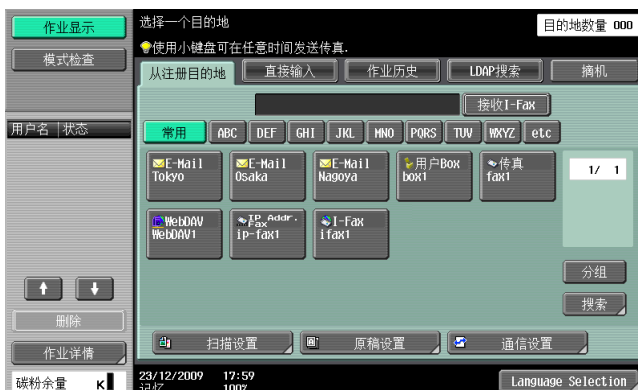 作业显示
选择一个目的地
目的地数量 000
模式检查
使用小键盘可在任意时间发送传真.
从注册目的地
直接输入
作业历史
LDAP搜索
摘机
接收I-Fax
用户名 状态
常用
ABC
DEF
GHI
JKL
MNO
PQRS
TUV
WXYZ
etc
E-Mail
Tokyo
E-Mail
Osaka
E-Mail
Nagoya
用户Box
box1
传真
fax1
1/ 1
WebDAV
WebDAV1
IP Addr.
Fax
ip-fax1
I-Fax
ifax1
分组
搜索
删除
扫描设置
原稿设置
通信设置
作业详情
碳粉余量 K
23/12/2009 17:59
记忆 100%
Language Selection